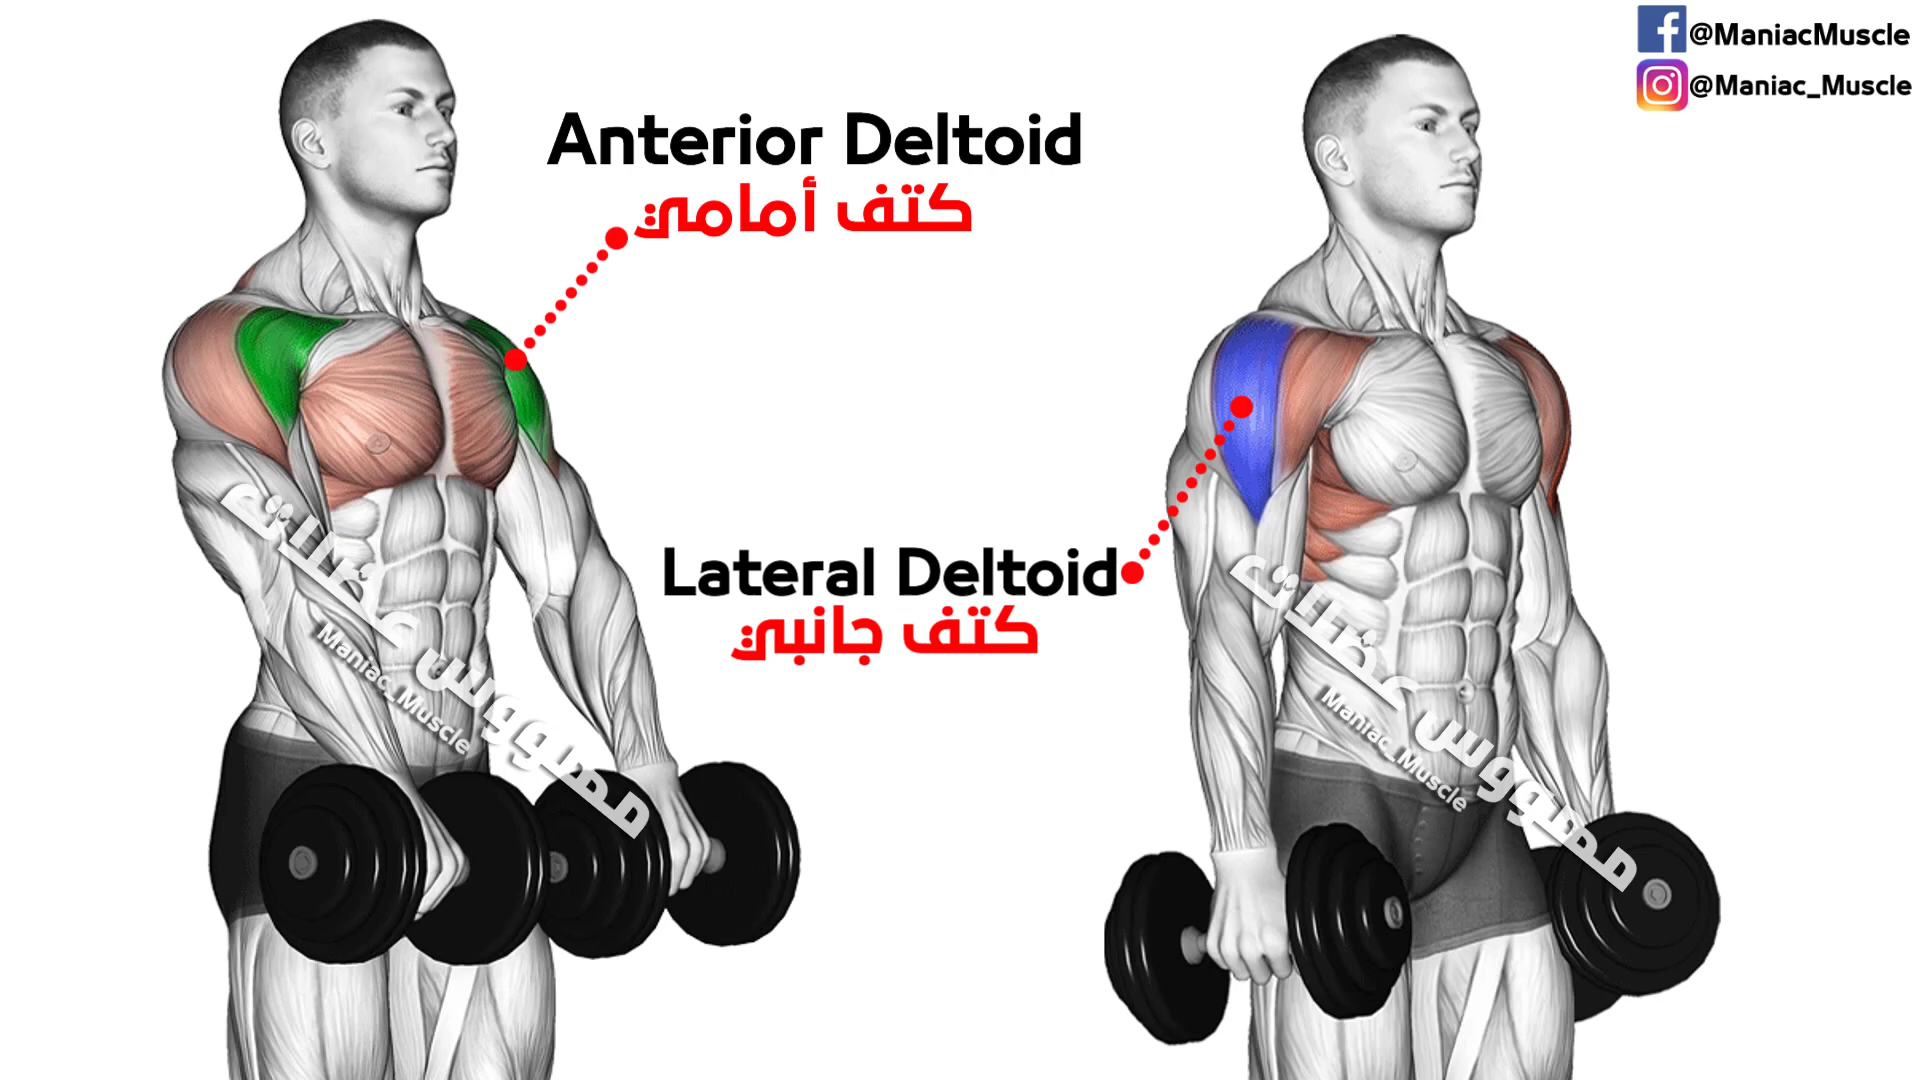 @ManiacMuscle
@Maniac_Muscle
Anterior Deltoid
كتف أمامي
Lateral Deltoid
كتف جانبي
مهووس عضلات
Maniac_Muscle
مهووس عضلات
Maniac_Muscle